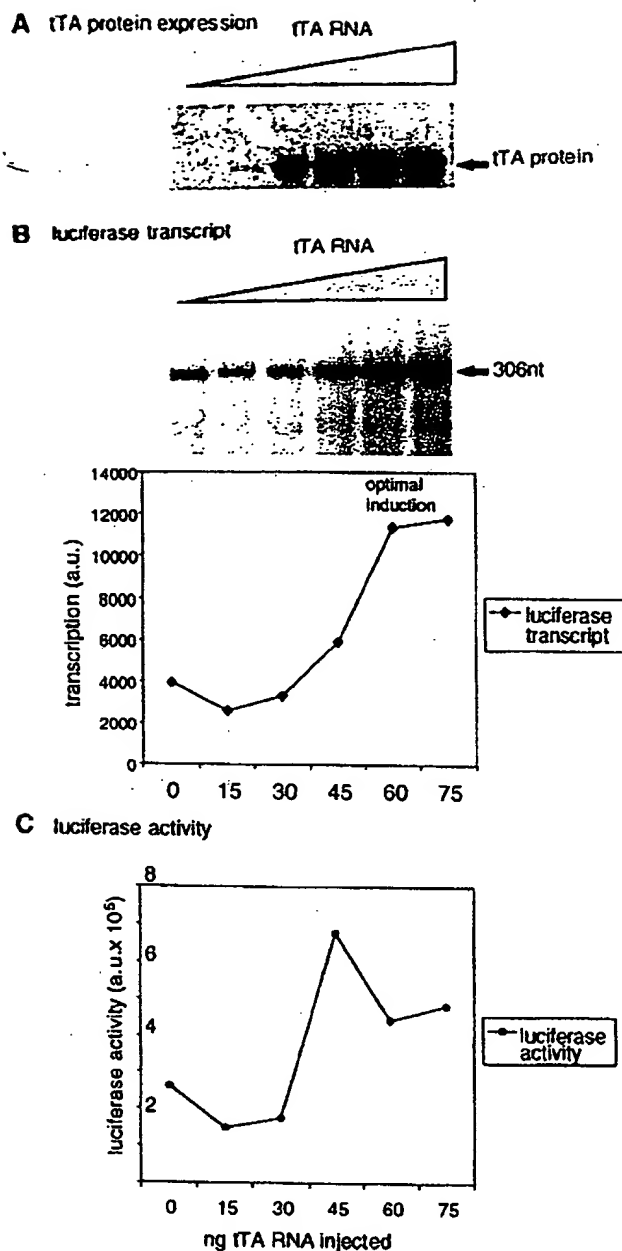 A tTA protein expression
tTA RNA
tTA protein
B luciferase transcript
tTA RNA
306nt
14000
12000
10000
8000
6000
4000
2000
0
transcription (a.u.)
optimal
induction
luciferase
transcript
0 15 30 45 60 75
C luciferase activity
8
6
4
2
luciferase activity (a.u.x 10⁵)
luciferase
activity
0 15 30 45 60 75
ng tTA RNA injected